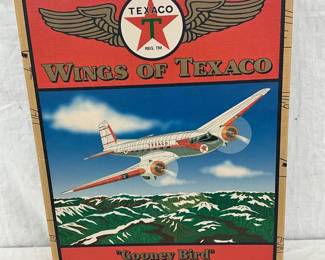 TEXACO
T
REG. TM
WINGS OF TEXACO
"Gooney Bird"